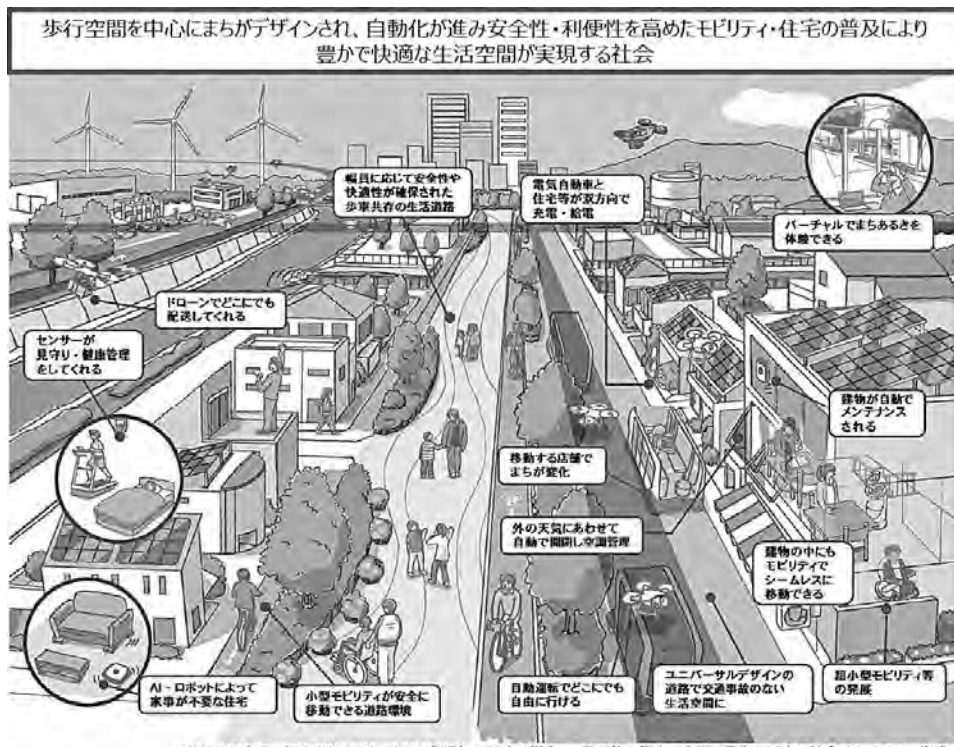 歩行空間を中心にまちがデザインされ、自動化が進み安全性・利便性を高めたモビリティ・住宅の普及により
豊かで快適な生活空間が実現する社会
幅員に応じて安全性や
快適性が確保された
歩車共存の生活道路
電気自動車と
住宅等が双方向で
充電・給電
バーチャルでまちあるきを
体験できる
ドローンでどこにでも
配送してくれる
センサーが
見守り・健康管理
をしてくれる
建物が自動で
メンテナンス
される
移動する店舗で
まちが変化
外の天気にあわせて
自動で開閉し空調管理
建物の中にも
モビリティで
シームレスに
移動できる
AI・ロボットによって
家事が不要な住宅
小型モビリティが安全に
移動できる道路環境
自動運転でどこにでも
自由に行ける
ユニバーサルデザインの
道路で交通事故のない
生活空間に
超小型モビリティ等
の発展